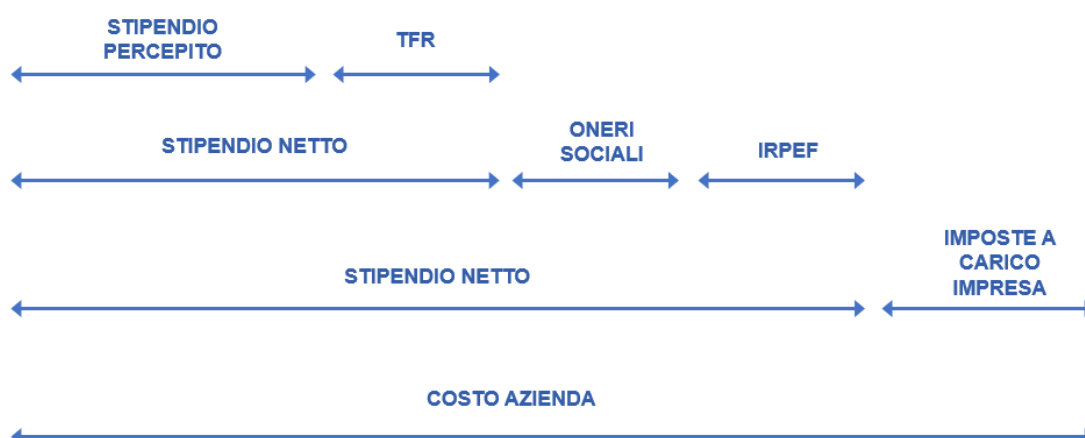 STIPENDIO
PERCEPITO
TFR
STIPENDIO NETTO
ONERI
SOCIALI
IRPEF
STIPENDIO NETTO
IMPOSTE A
CARICO
IMPRESA
COSTO AZIENDA